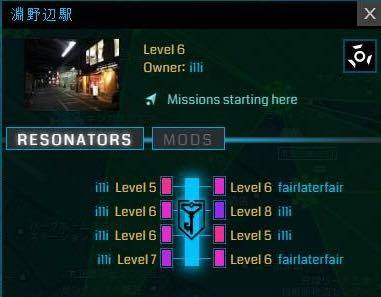 淵野辺駅
X
Level 6
Owner: illi
Missions starting here
RESONATORS MODS
illi Level 5 Level 6 fairlaterfair
illi Level 6 Level 8 illi
illi Level 6 Level 5 illi
illi Level 7 Level 6 fairlaterfair